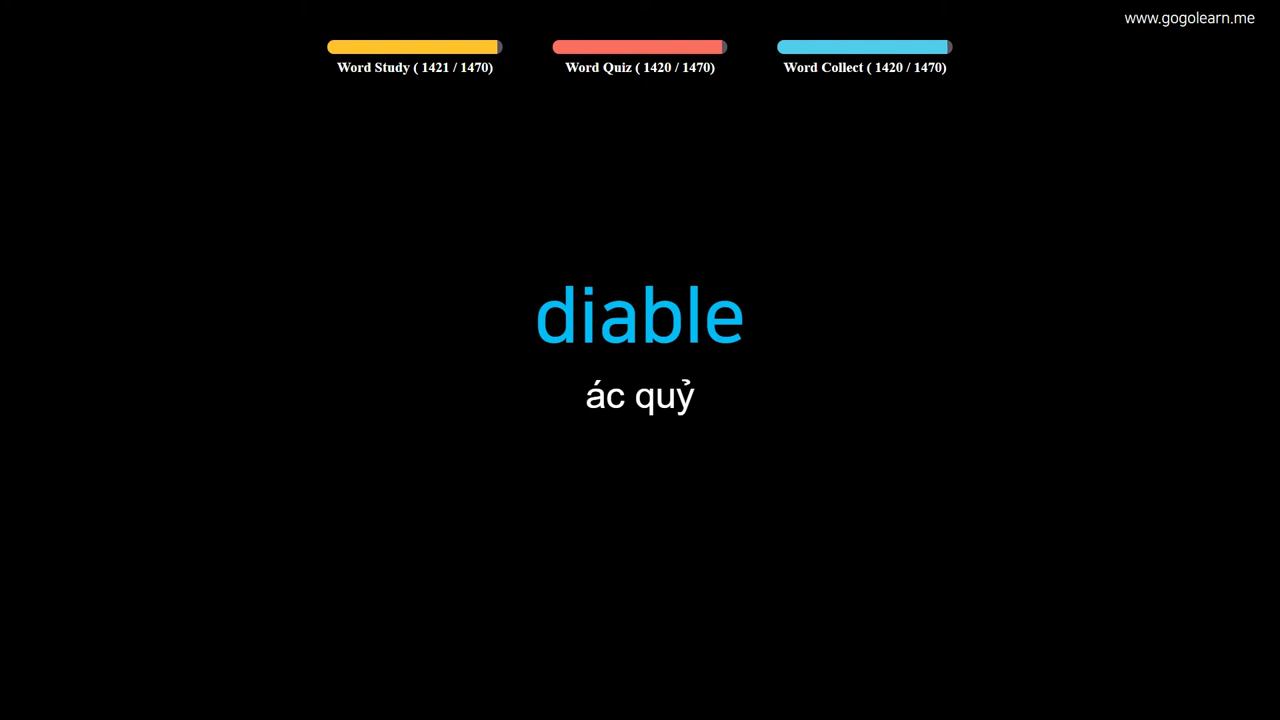 www.gogolearn.me
Word Study ( 1421 / 1470)
Word Quiz ( 1420 / 1470)
Word Collect ( 1420 / 1470)
diable
ác quỷ